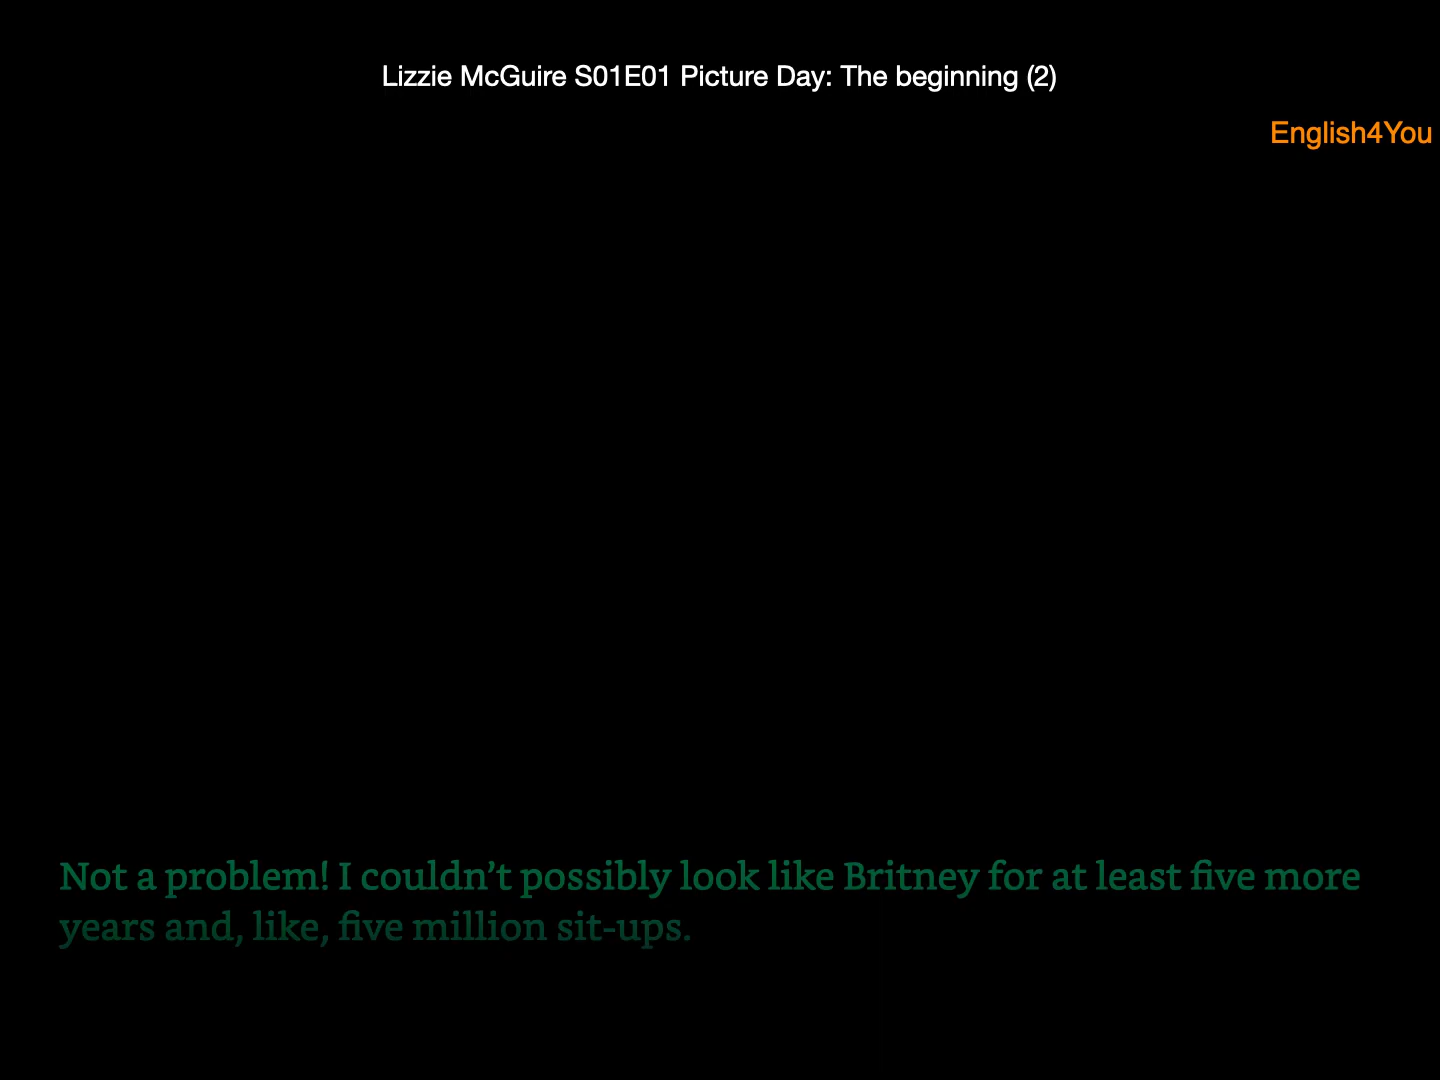 Lizzie McGuire S01E01 Picture Day: The beginning (2)
English4You
Not a problem! I couldn’t possibly look like Britney for at least five more
years and, like, five million sit-ups.